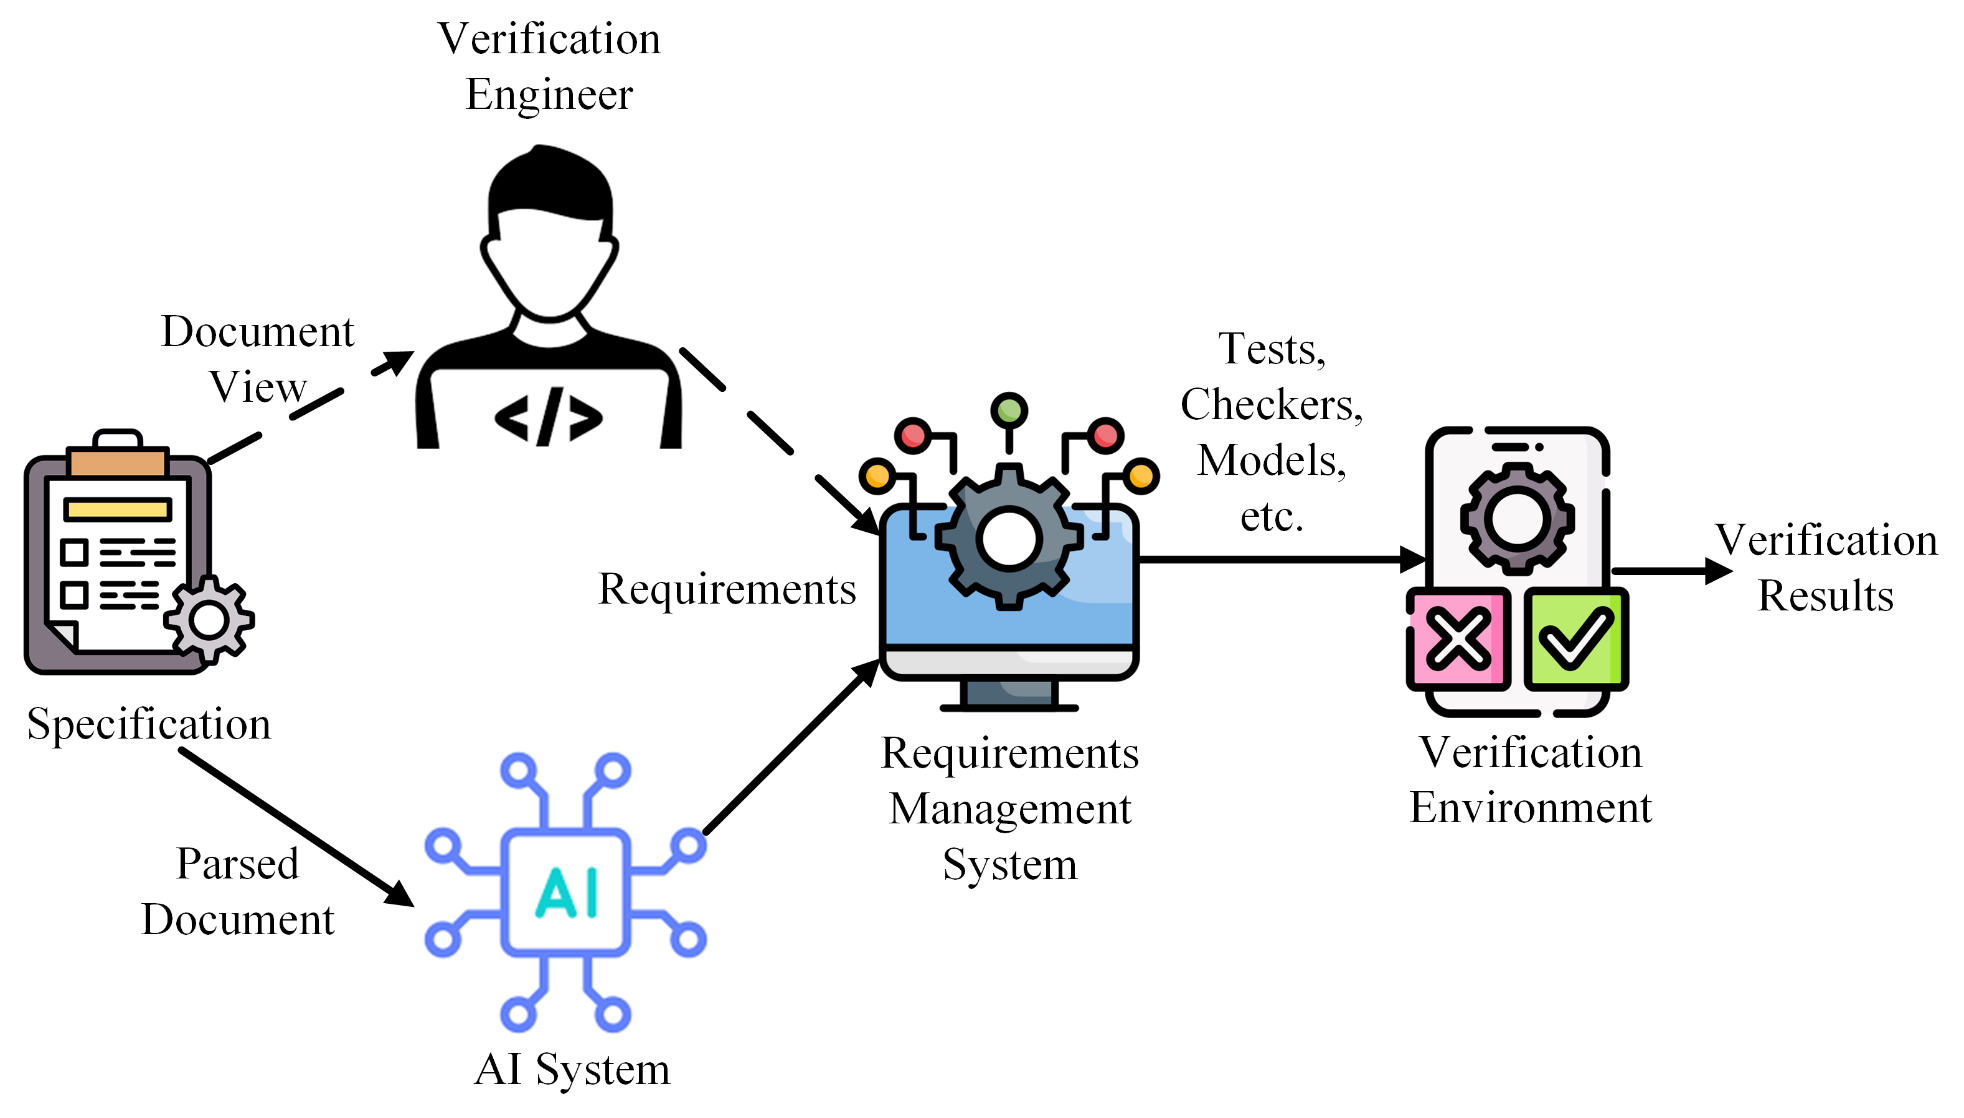 Verification
Engineer
Document
View
</>
Specification
Parsed
Document
AI
AI System
Requirements
Requirements
Management
System
Tests,
Checkers,
Models,
etc.
Verification
Environment
Verification
Results